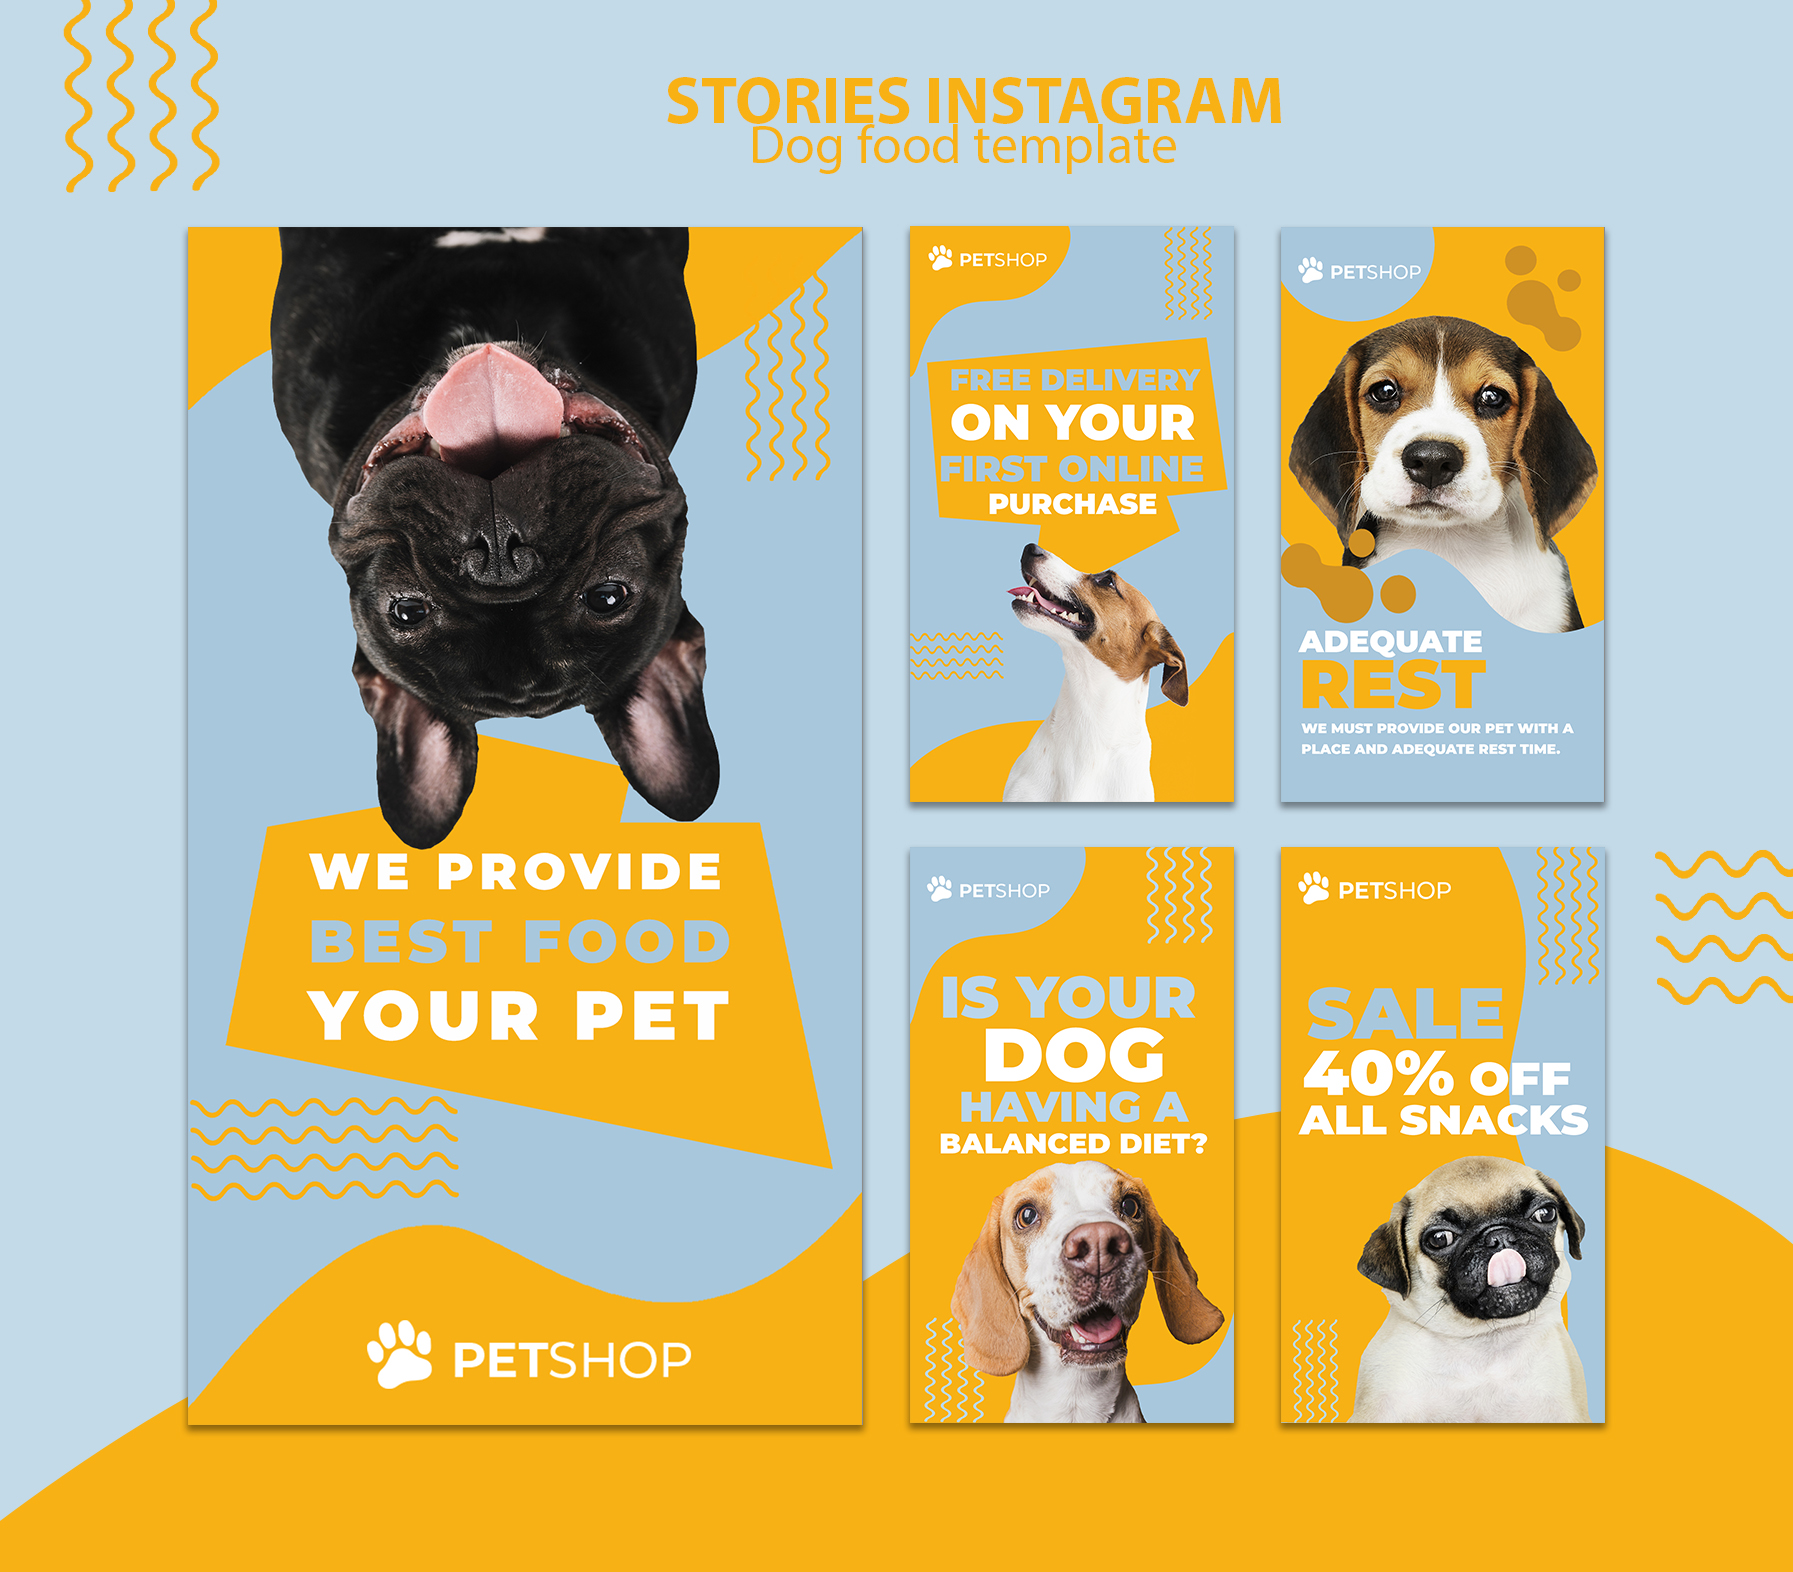 STORIES INSTAGRAM
Dog food template
WE PROVIDE
BEST FOOD
YOUR PET
PETSHOP
PETSHOP
FREE DELIVERY
ON YOUR
FIRST ONLINE
PURCHASE
PETSHOP
ADEQUATE
REST
WE MUST PROVIDE OUR PET WITH A
PLACE AND ADEQUATE REST TIME.
PETSHOP
IS YOUR
DOG
HAVING A
BALANCED DIET?
PETSHOP
SALE
40% OFF
ALL SNACKS